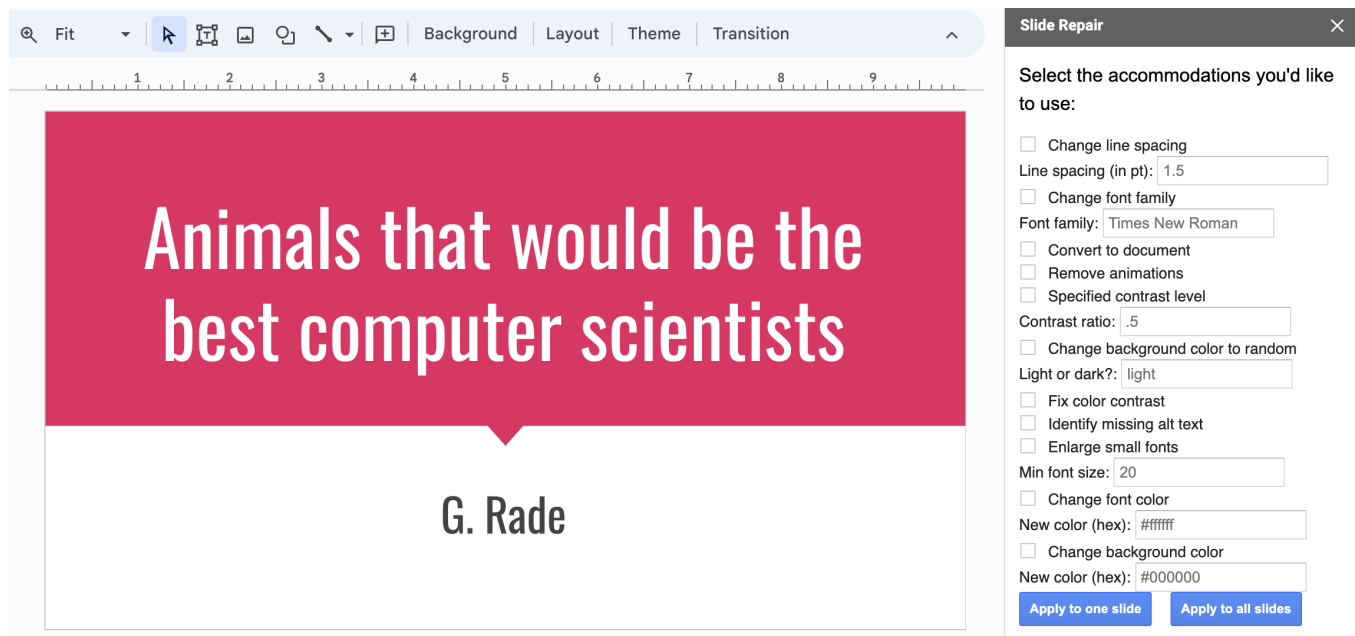 Fit
Background
Layout
Theme
Transition
1 2 3 4 5 6 7 8 9
Animals that would be the
best computer scientists
G. Rade
Slide Repair
Select the accommodations you'd like
to use:
Change line spacing
Line spacing (in pt): 1.5
Change font family
Font family: Times New Roman
Convert to document
Remove animations
Specified contrast level
Contrast ratio: .5
Change background color to random
Light or dark?: light
Fix color contrast
Identify missing alt text
Enlarge small fonts
Min font size: 20
Change font color
New color (hex): #ffffff
Change background color
New color (hex): #000000
Apply to one slide
Apply to all slides